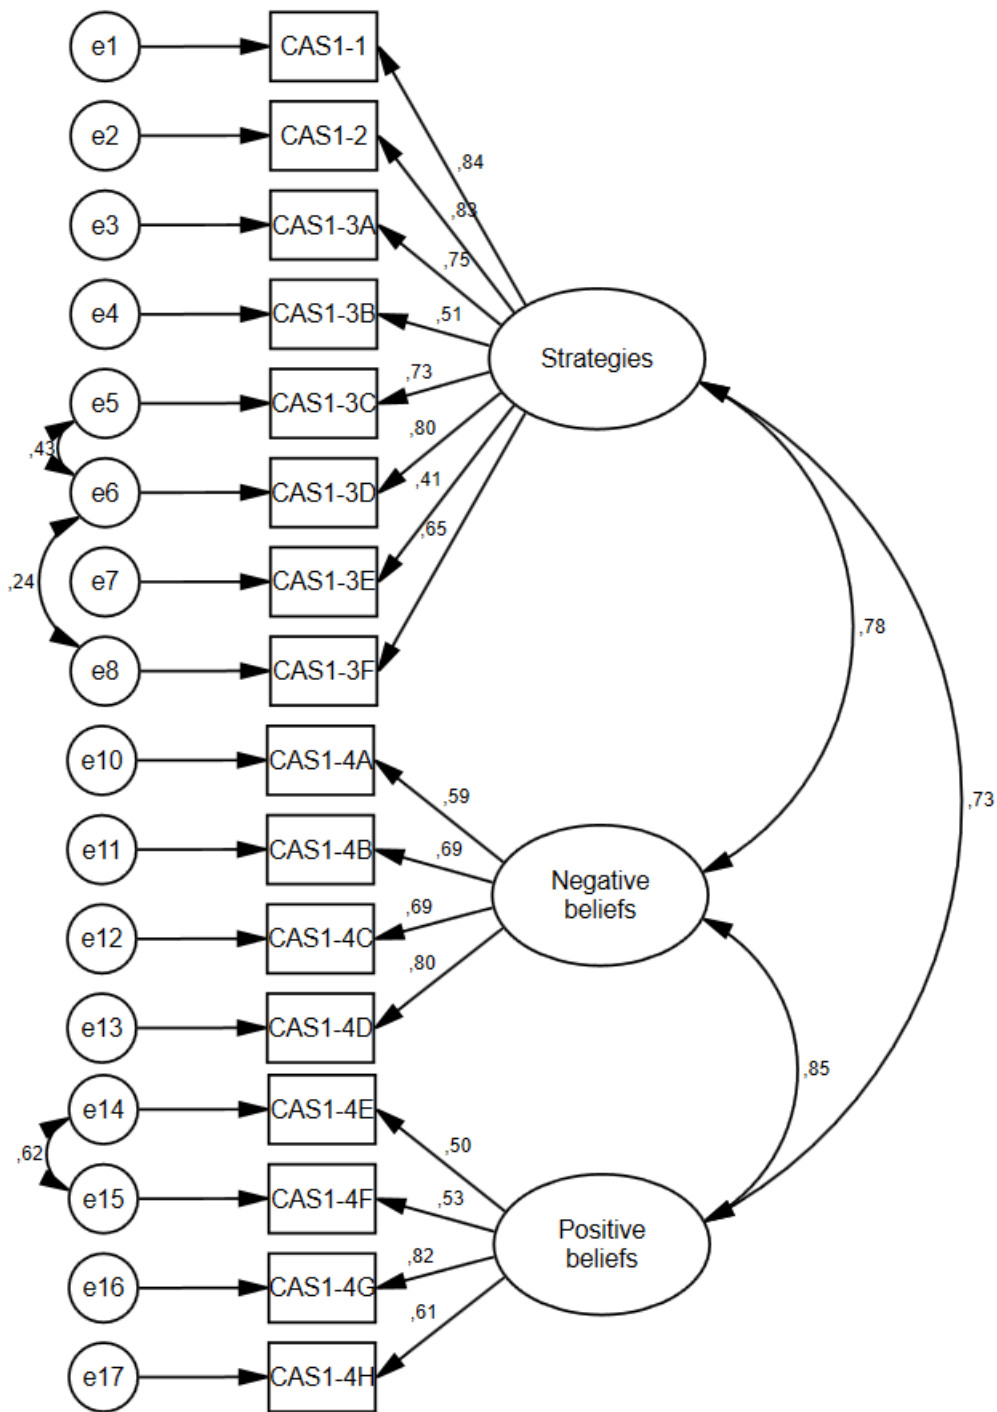 e1
CAS1-1
e2
CAS1-2
,84
e3
CAS1-3A
,83
,75
e4
CAS1-3B
,51
Strategies
,73
e5
CAS1-3C
,80
,43
e6
CAS1-3D
,41
,65
,24
e7
CAS1-3E
,78
e8
CAS1-3F
e10
CAS1-4A
,59
,73
e11
CAS1-4B
,69
Negative
beliefs
,69
e12
CAS1-4C
,80
e13
CAS1-4D
,85
e14
CAS1-4E
,50
,62
e15
CAS1-4F
,53
Positive
beliefs
,82
e16
CAS1-4G
,61
e17
CAS1-4H